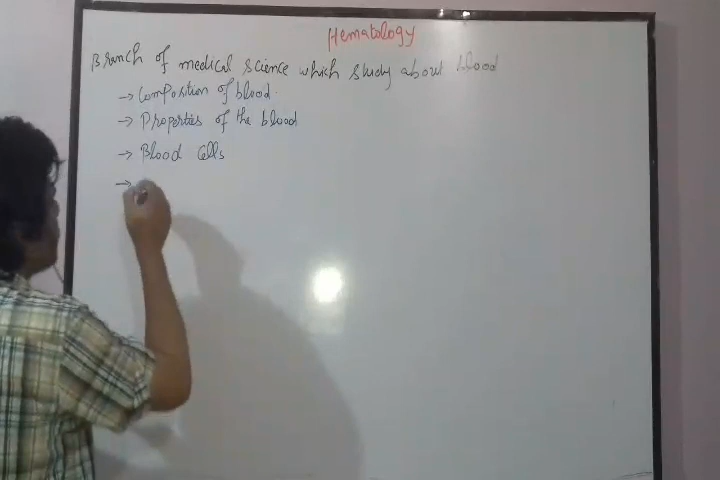 Hematology
Branch of medical science which study about blood
→ Composition of blood.
→ Properties of the blood
→ Blood Cells
→